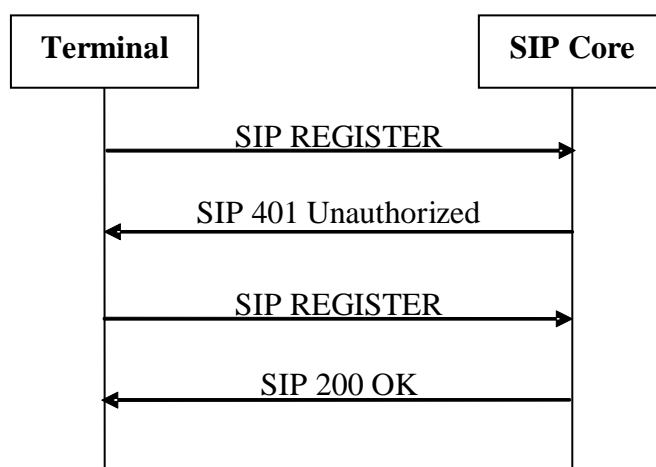 Terminal
SIP Core
SIP REGISTER
SIP 401 Unauthorized
SIP REGISTER
SIP 200 OK